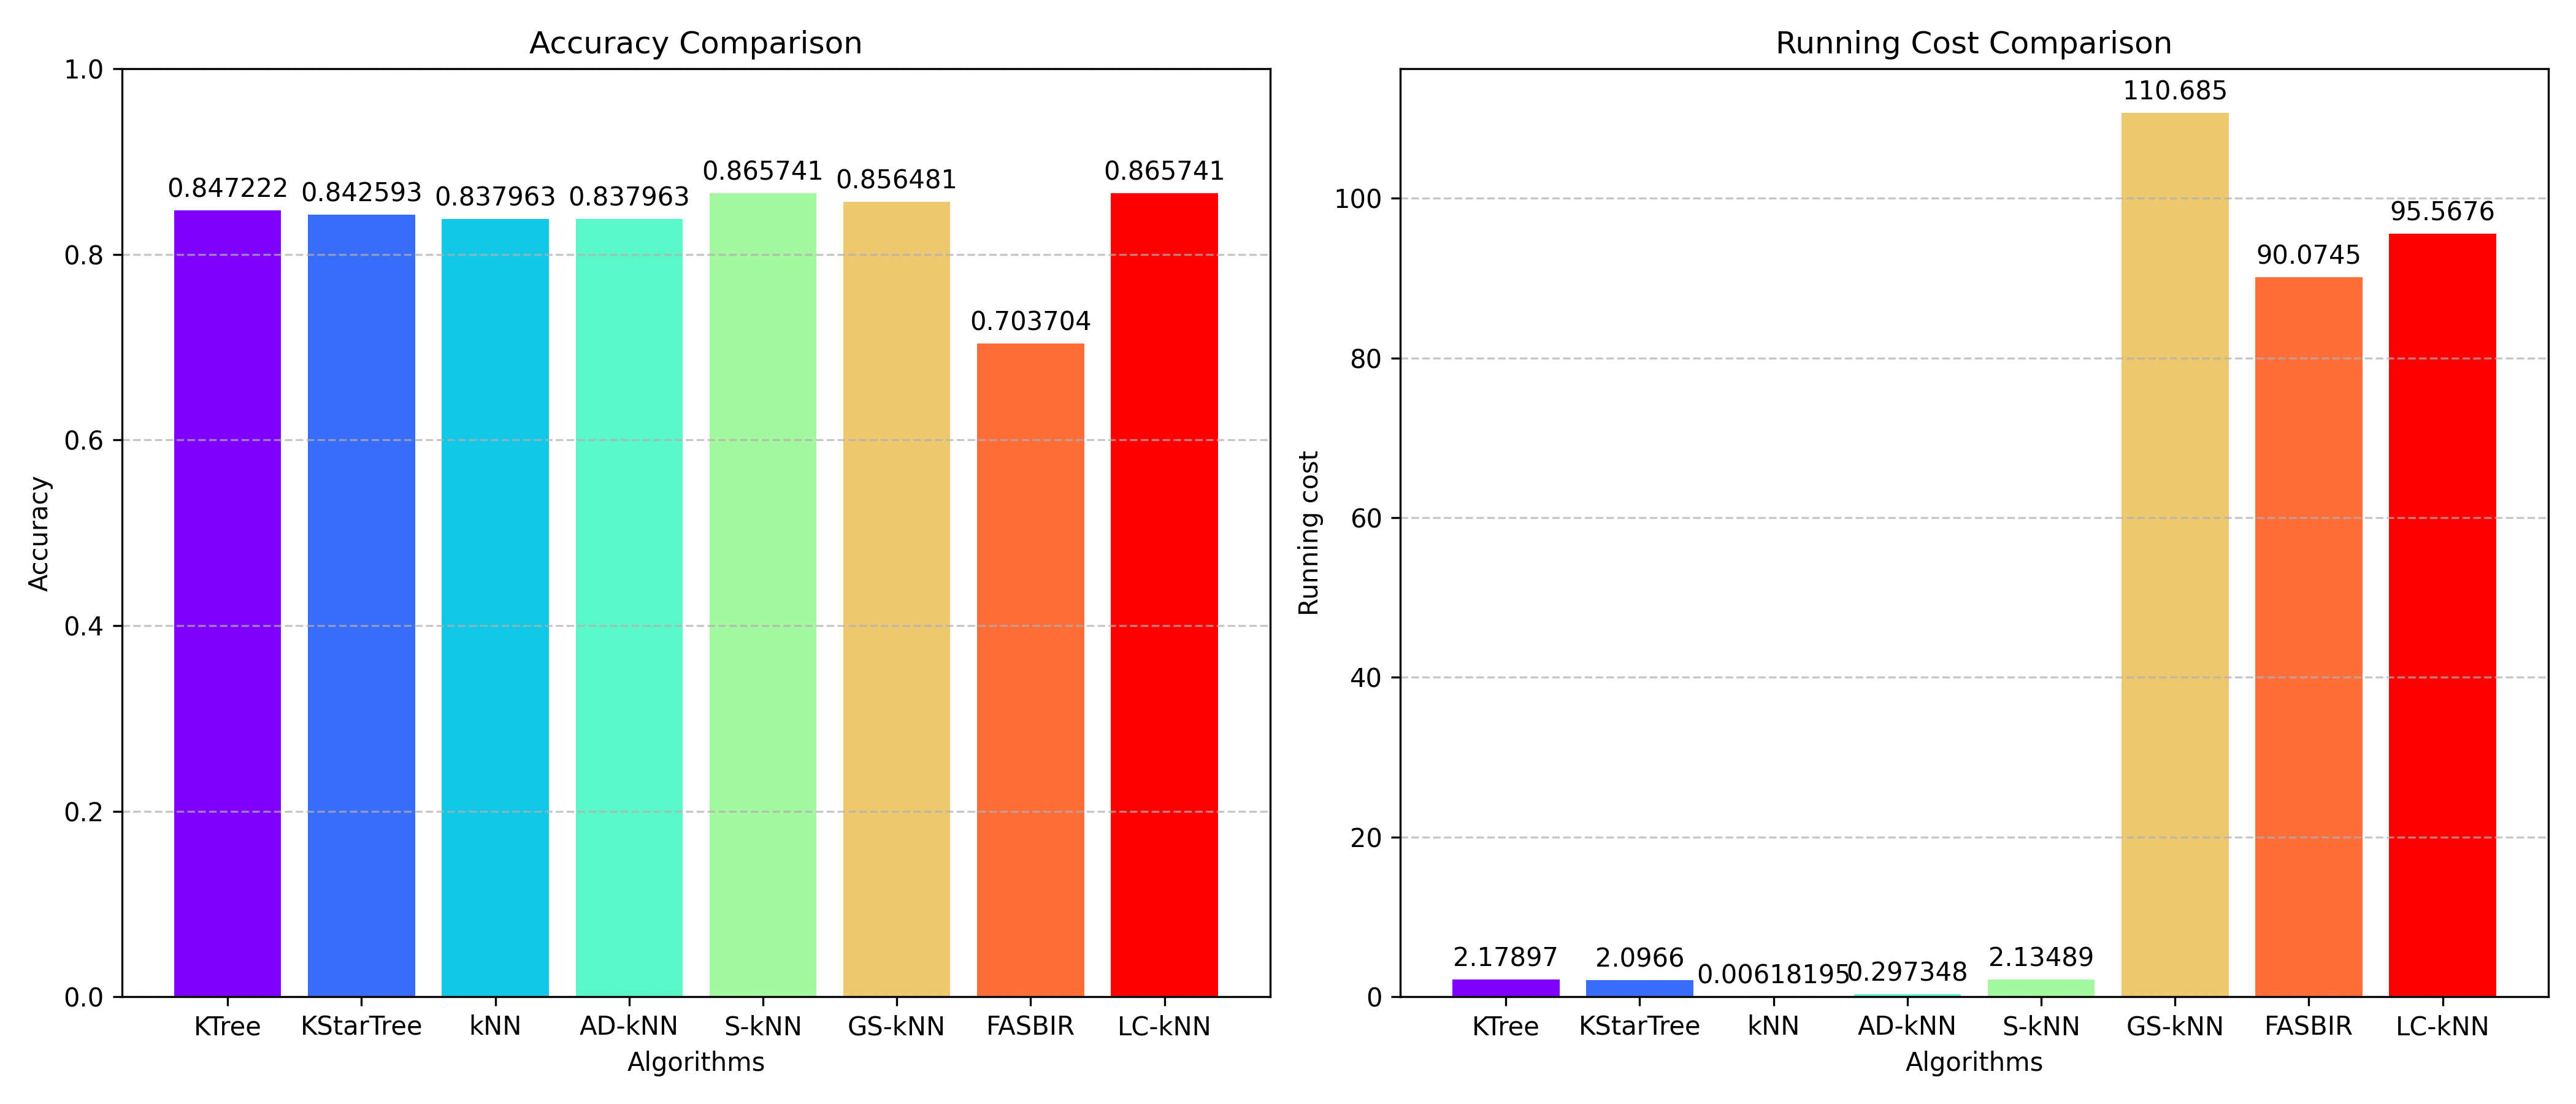 Accuracy Comparison
1.0
0.8
0.6
0.4
0.2
0.0
Accuracy
0.847222
0.842593
0.837963
0.837963
0.865741
0.856481
0.703704
0.865741
KTree
KStarTree
kNN
AD-kNN
S-kNN
GS-kNN
FASBIR
LC-kNN
Algorithms
Running Cost Comparison
100
80
60
40
20
0
Running cost
2.17897
2.0966
0.00618195
0.297348
2.13489
110.685
90.0745
95.5676
KTree
KStarTree
kNN
AD-kNN
S-kNN
GS-kNN
FASBIR
LC-kNN
Algorithms